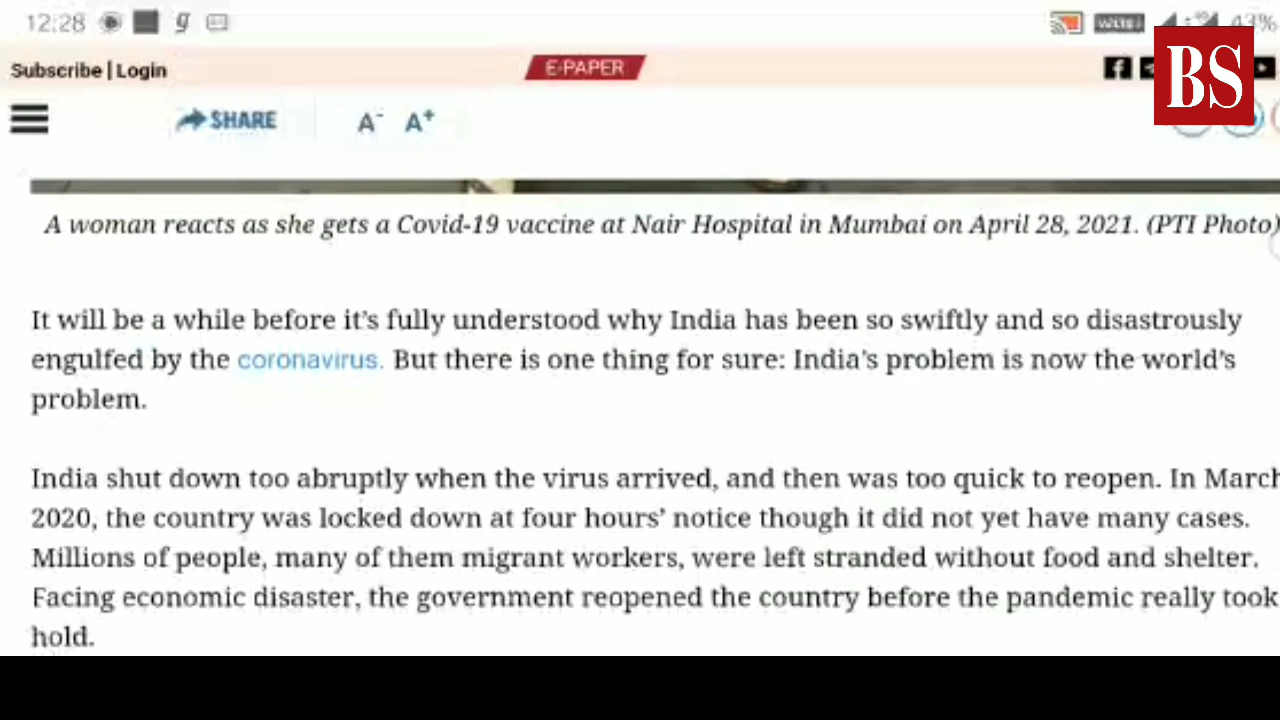 12:28 g 43%
BS
Subscribe | Login
E-PAPER
SHARE A- A+
A woman reacts as she gets a Covid-19 vaccine at Nair Hospital in Mumbai on April 28, 2021. (PTI Photo)
It will be a while before it's fully understood why India has been so swiftly and so disastrously
engulfed by the coronavirus. But there is one thing for sure: India's problem is now the world's
problem.
India shut down too abruptly when the virus arrived, and then was too quick to reopen. In March
2020, the country was locked down at four hours' notice though it did not yet have many cases.
Millions of people, many of them migrant workers, were left stranded without food and shelter.
Facing economic disaster, the government reopened the country before the pandemic really took
hold.